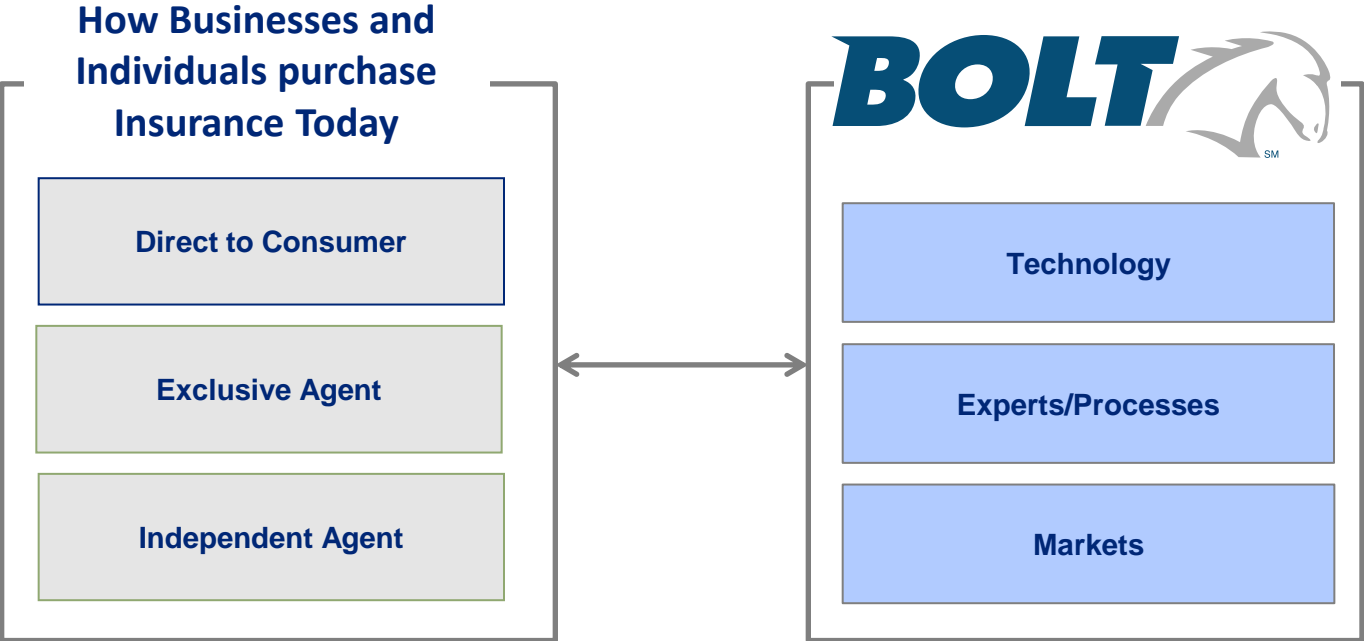 How Businesses and
Individuals purchase
Insurance Today
Direct to Consumer
Exclusive Agent
Independent Agent
BOLT
SM
Technology
Experts/Processes
Markets